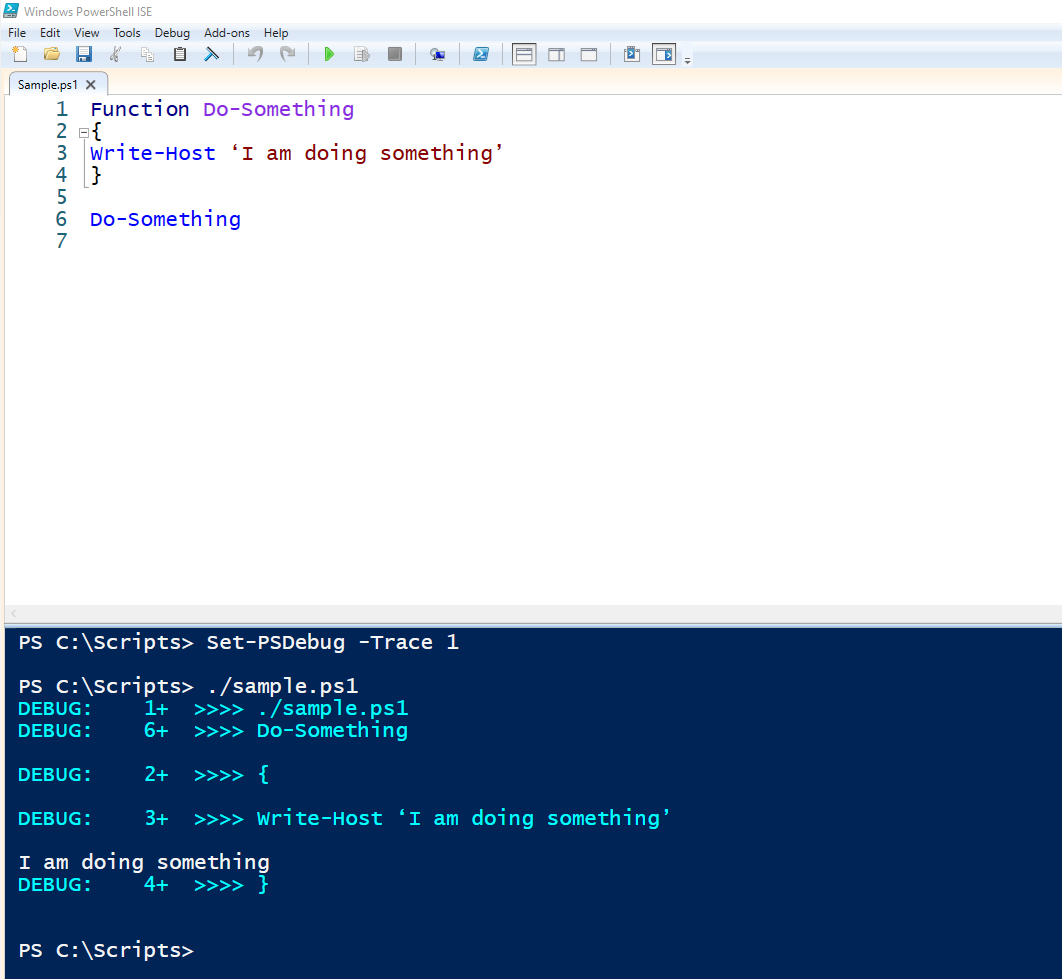 Windows PowerShell ISE
File Edit View Tools Debug Add-ons Help
Sample.ps1
1 Function Do-Something
2 {
3 Write-Host ‘I am doing something’
4 }
5
6 Do-Something
7
PS C:\Scripts> Set-PSDebug -Trace 1
PS C:\Scripts> ./sample.ps1
DEBUG:    1+  >>>> ./sample.ps1
DEBUG:    6+  >>>> Do-Something
DEBUG:    2+  >>>> {
DEBUG:    3+  >>>> Write-Host ‘I am doing something’
I am doing something
DEBUG:    4+  >>>> }
PS C:\Scripts>